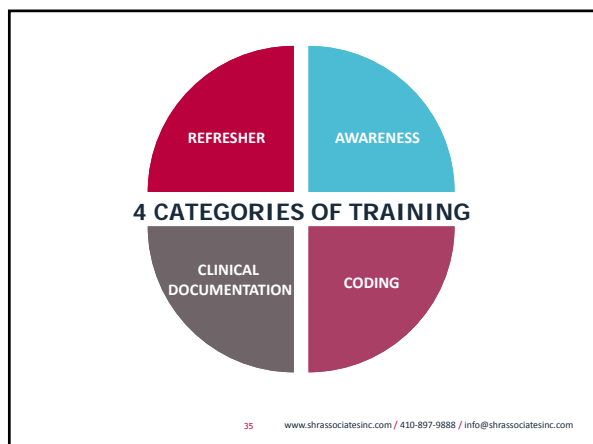 REFRESHER
AWARENESS
4 CATEGORIES OF TRAINING
CLINICAL
DOCUMENTATION
CODING
35
www.shrassociatesinc.com / 410-897-9888 / info@shrassociatesinc.com